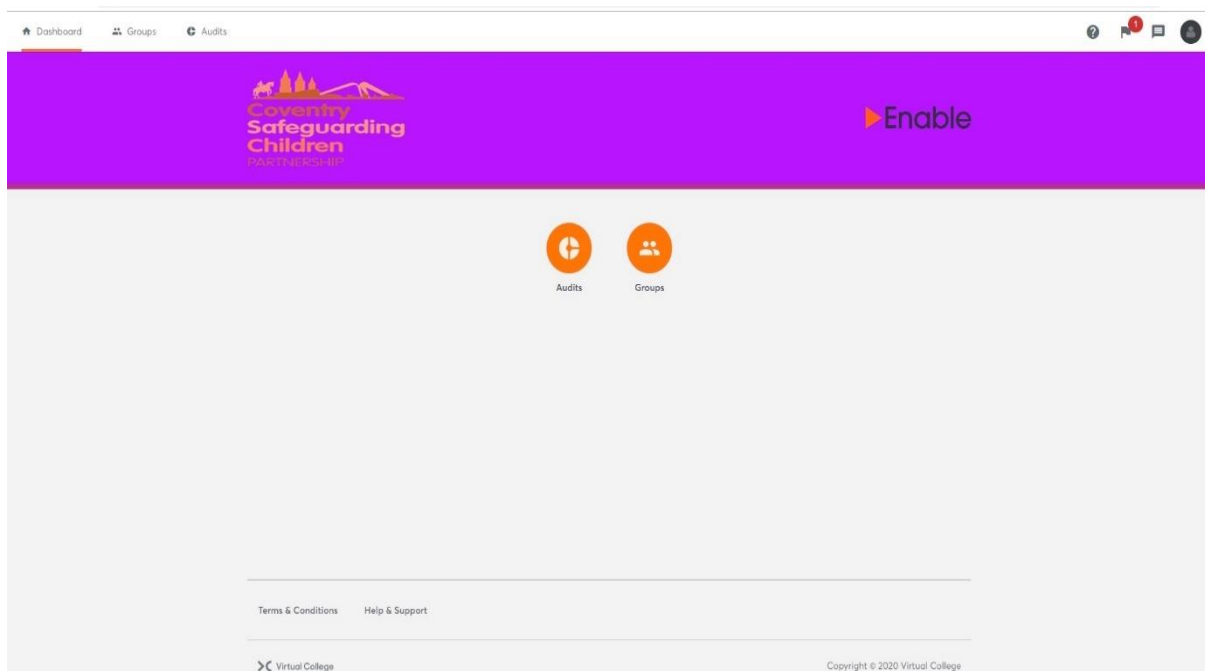 Dashboard Groups Audits
1
Coventry
Safeguarding
Children
PARTNERSHIP
Enable
Audits Groups
Terms & Conditions Help & Support
Virtual College Copyright © 2020 Virtual College